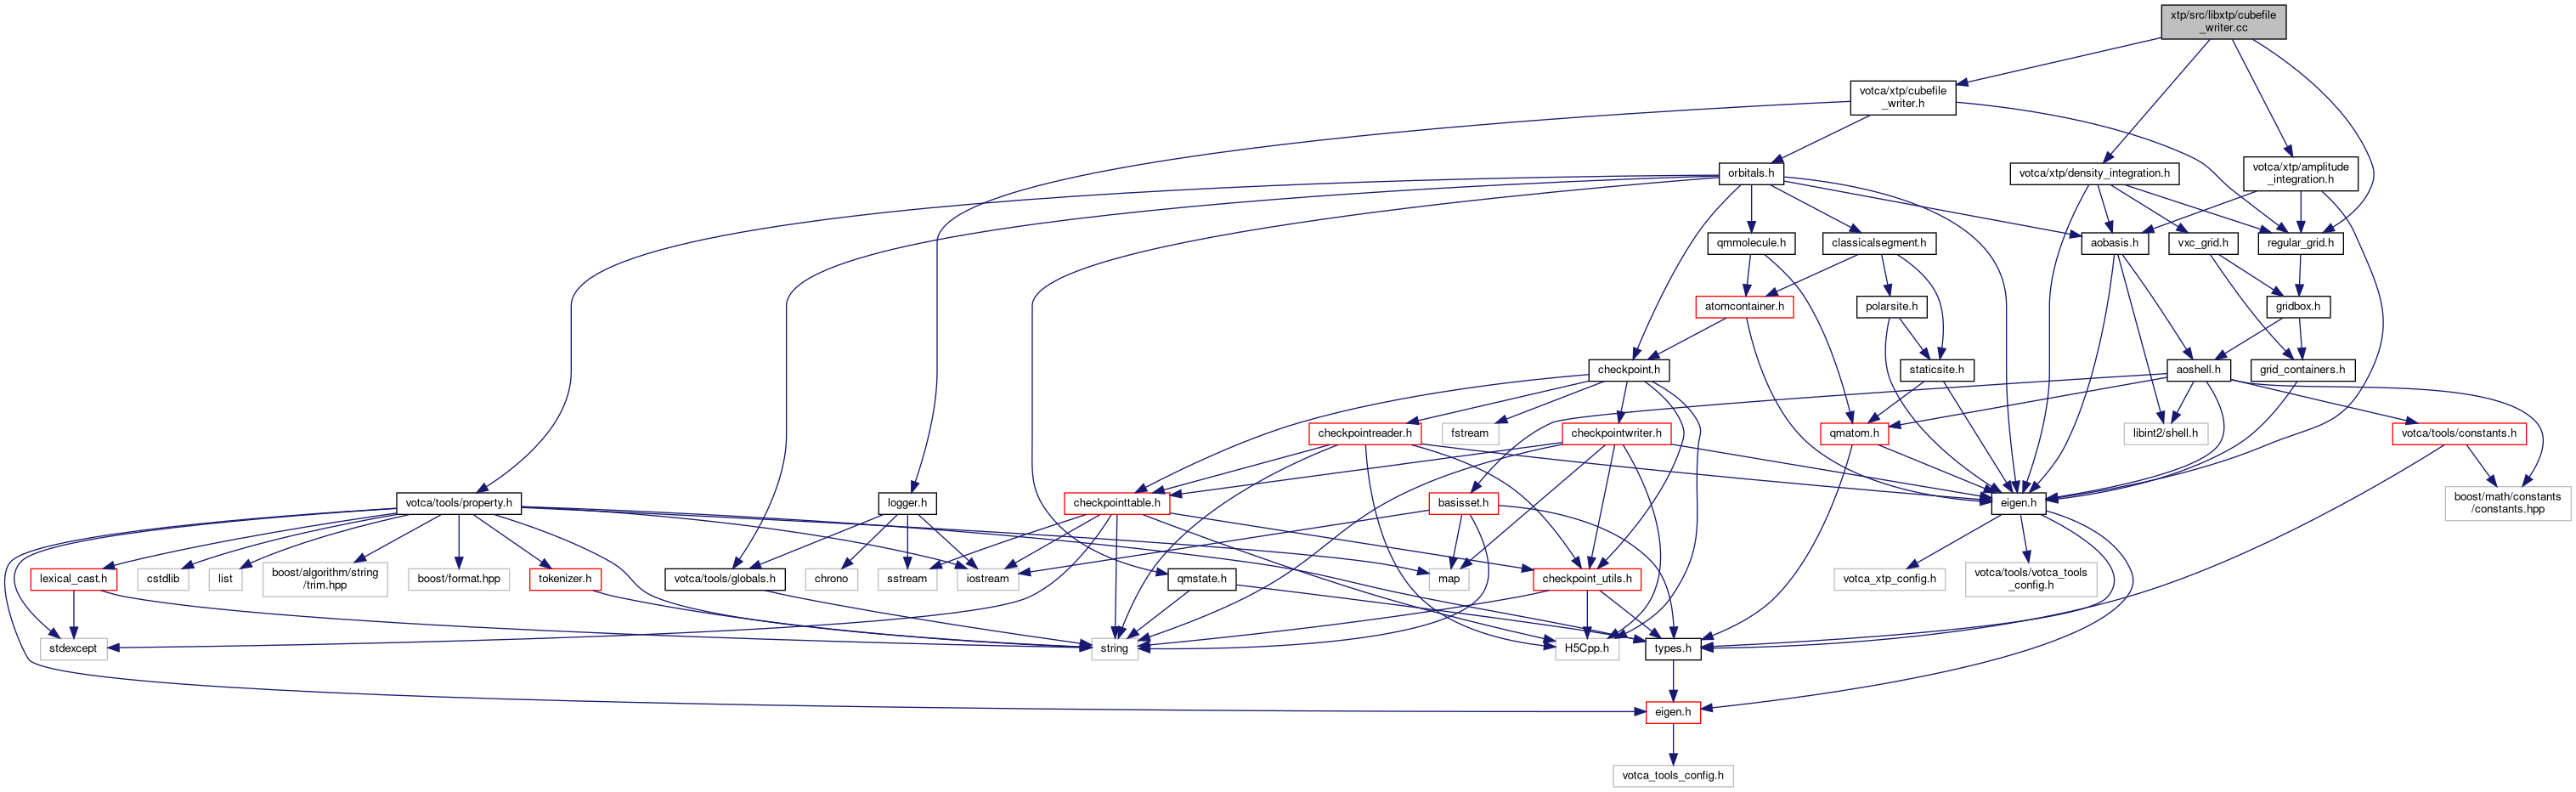 xtp/src/libxtp/cubefile
_writer.cc
votca/xtp/cubefile
_writer.h
orbitals.h
votca/xtp/density_integration.h
votca/xtp/amplitude
_integration.h
qmmolecule.h
classicalsegment.h
aobasis.h
vxc_grid.h
regular_grid.h
atomcontainer.h
polarsite.h
gridbox.h
checkpoint.h
staticsite.h
aoshell.h
grid_containers.h
checkpointreader.h
fstream
checkpointwriter.h
qmatom.h
libint2/shell.h
votca/tools/constants.h
votca/tools/property.h
logger.h
checkpointtable.h
basisset.h
eigen.h
boost/math/constants
/constants.hpp
lexical_cast.h
cstdlib
list
boost/algorithm/string
/trim.hpp
boost/format.hpp
tokenizer.h
votca/tools/globals.h
chrono
sstream
iostream
qmstate.h
map
checkpoint_utils.h
votca_xtp_config.h
votca/tools/votca_tools
_config.h
stdexcept
string
H5Cpp.h
types.h
eigen.h
votca_tools_config.h